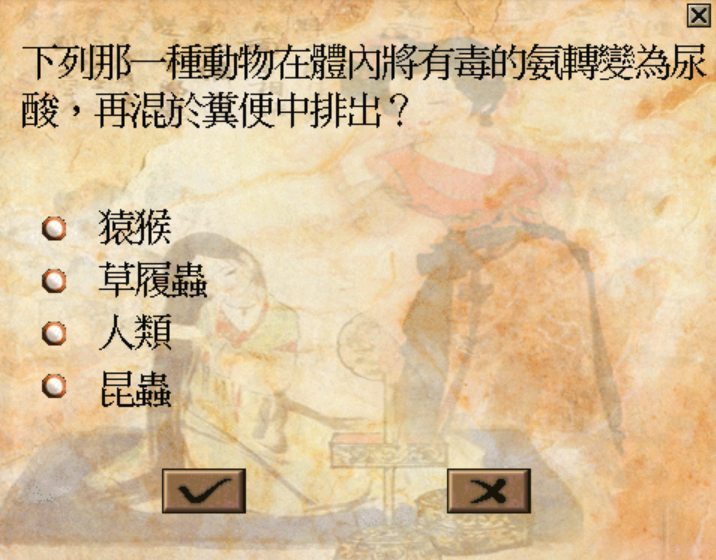 下列那一種動物在體內將有毒的氨轉變為尿
酸，再混於糞便中排出？
猿猴
草履蟲
人類
昆蟲